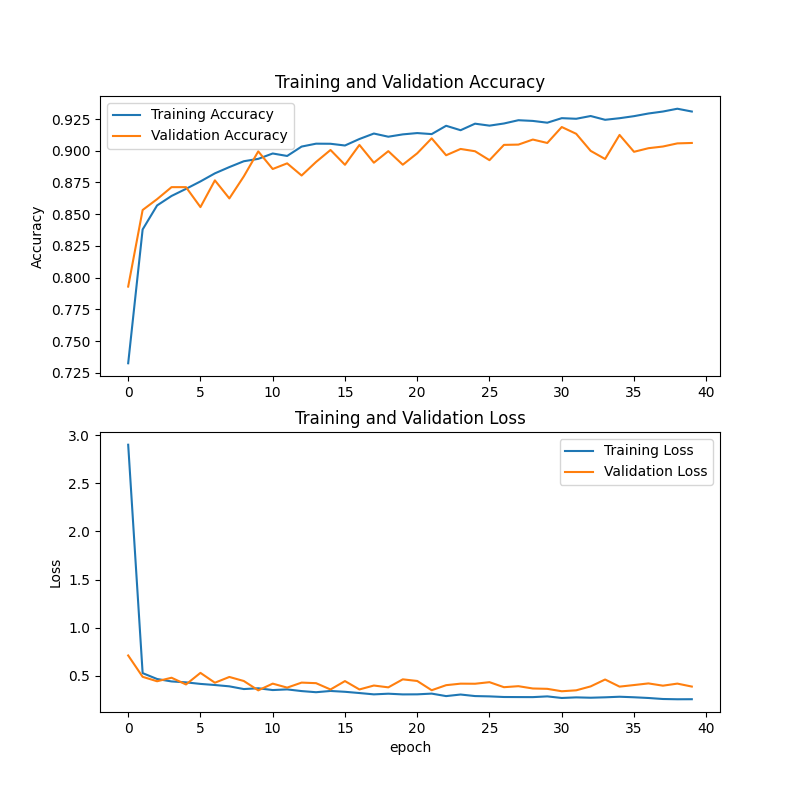 Training and Validation Accuracy
Training Accuracy
Validation Accuracy
0.925
0.900
0.875
0.850
0.825
0.800
0.775
0.750
0.725
Accuracy
0 5 10 15 20 25 30 35 40
Training and Validation Loss
Training Loss
Validation Loss
3.0
2.5
2.0
1.5
1.0
0.5
Loss
0 5 10 15 20 25 30 35 40
epoch